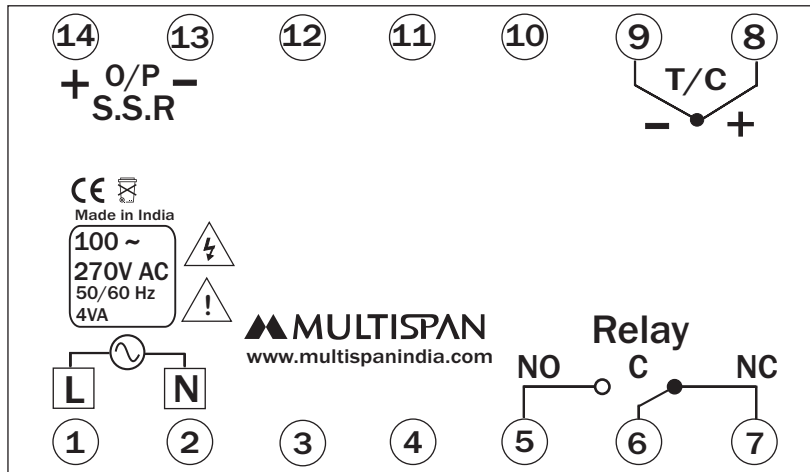 14 13 12 11 10 9 8
+ O/P −
S.S.R
T/C
− +
CE
Made in India
100 ~
270V AC
50/60 Hz
4VA
!
MULTISPAN
www.multispanindia.com
Relay
NO C NC
L N
1 2 3 4 5 6 7